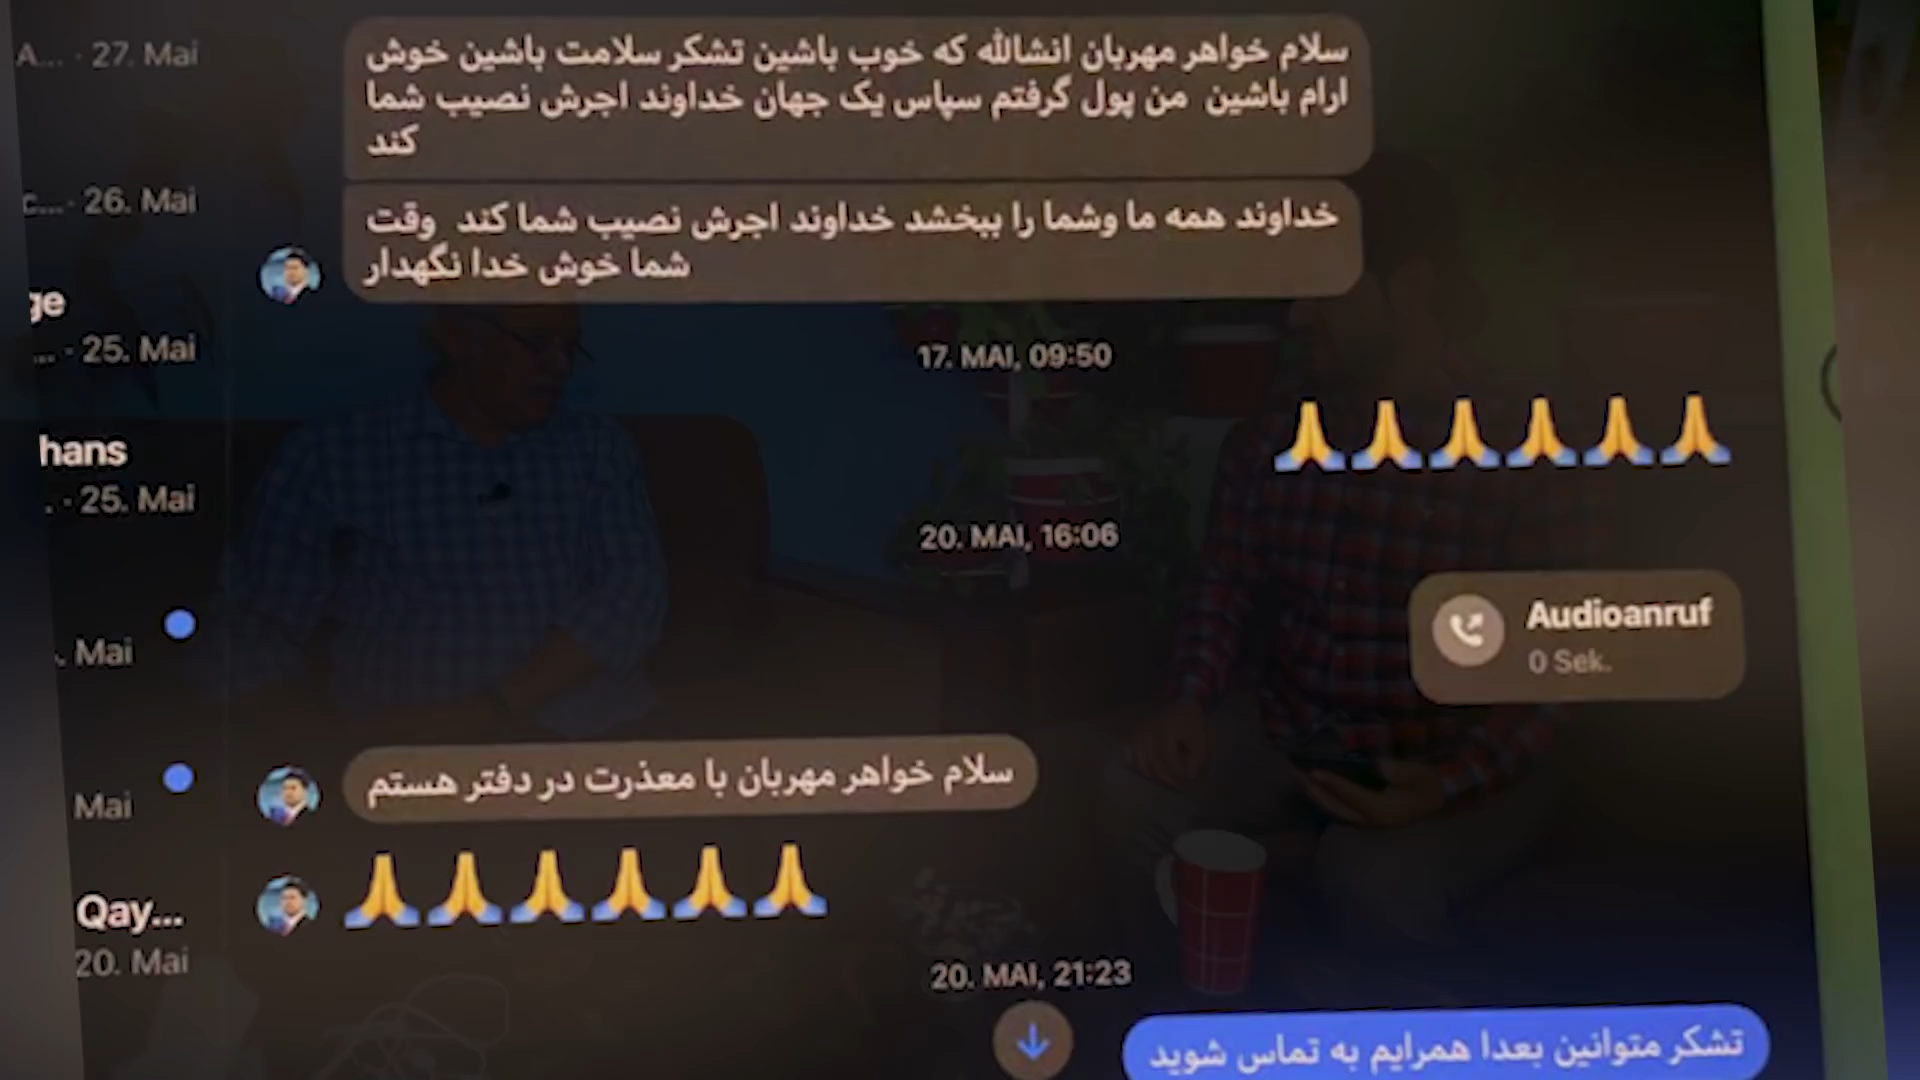 A... · 27. Mai
c... · 26. Mai
ge
... · 25. Mai
hans
. · 25. Mai
. Mai
Mai
Qay...
20. Mai
سلام خواهر مهربان انشالله که خوب باشین تشکر سلامت باشین خوش
ارام باشین من پول گرفتم سپاس یک جهان خداوند اجرش نصیب شما
کند
خداوند همه ما وشما را ببخشد خداوند اجرش نصیب شما کند وقت
شما خوش خدا نگهدار
17. MAI, 09:50
🙏🙏🙏🙏🙏🙏
20. MAI, 16:06
Audioanruf
0 Sek.
سلام خواهر مهربان با معذرت در دفتر هستم
🙏🙏🙏🙏🙏🙏
20. MAI, 21:23
تشکر متوانین بعدا همرایم به تماس شوید